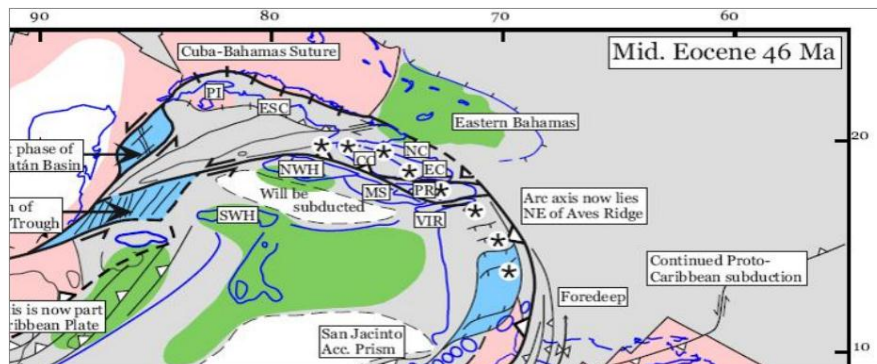 90
80
70
60
Cuba-Bahamas Suture
Mid. Eocene 46 Ma
PI
ESC
Eastern Bahamas
20
phase of
atán Basin
NC
CC
EC
NWH
MS
PR
Will be
subducted
Arc axis now lies
NE of Aves Ridge
n of
Trough
SWH
VIR
Continued Proto-
Caribbean subduction
Foredeep
is is now part
ribbean Plate
San Jacinto
Acc. Prism
10